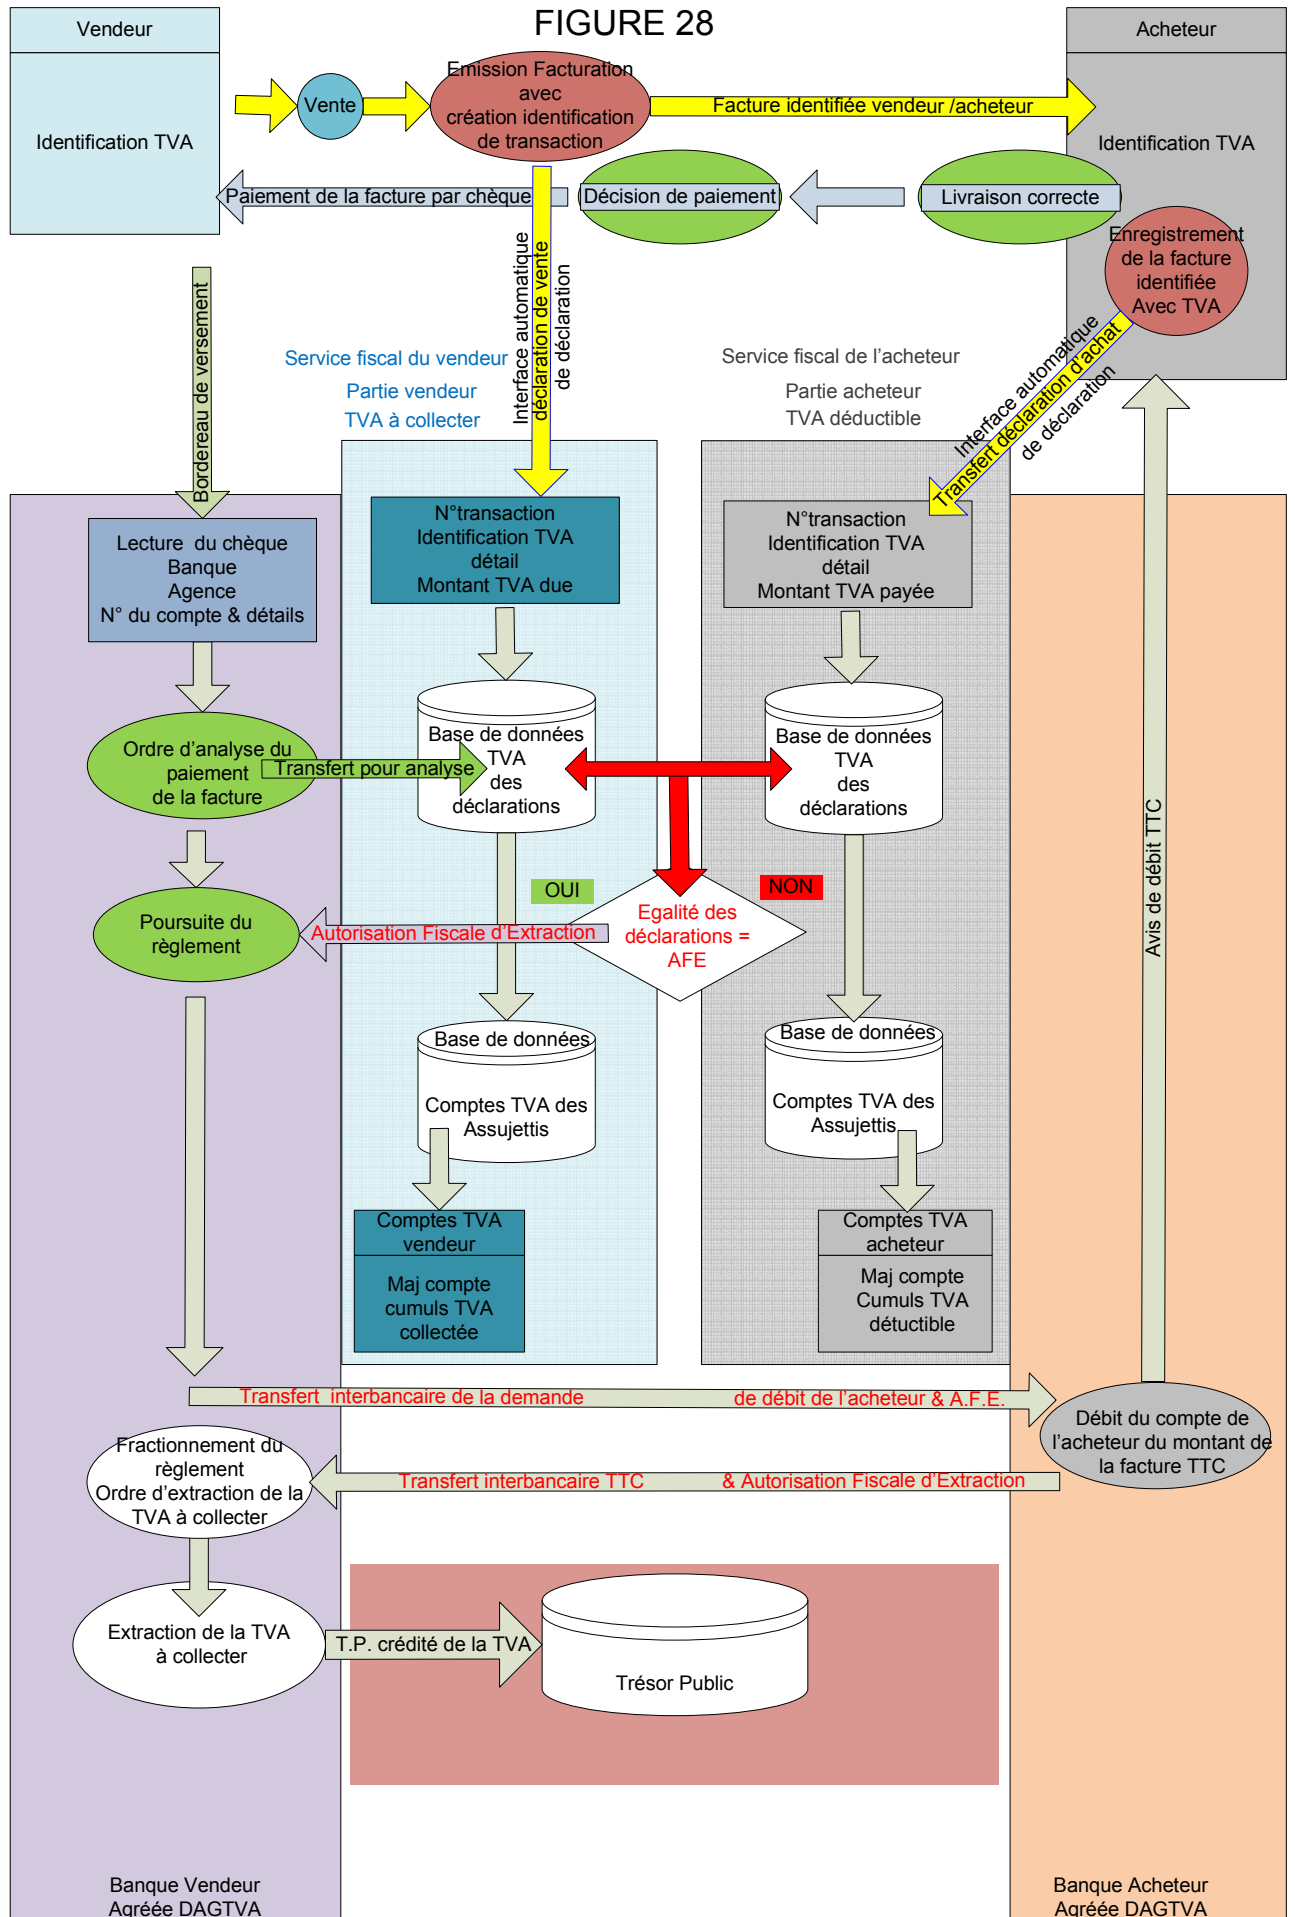 FIGURE 28
Vendeur
Identification TVA
Vente
Emission Facturation
avec
création identification
de transaction
Facture identifiée vendeur /acheteur
Acheteur
Identification TVA
Paiement de la facture par chèque
Décision de paiement
Livraison correcte
Enregistrement
de la facture
identifiée
Avec TVA
Bordereau de versement
Interface automatique
déclaration de vente
de déclaration
Interface automatique
Transfert déclaration d'achat
de déclaration
Service fiscal du vendeur
Partie vendeur
TVA à collecter
Service fiscal de l'acheteur
Partie acheteur
TVA déductible
Lecture du chèque
Banque
Agence
N° du compte & détails
N°transaction
Identification TVA
détail
Montant TVA due
N°transaction
Identification TVA
détail
Montant TVA payée
Ordre d'analyse du
paiement
de la facture
Transfert pour analyse
Base de données
TVA
des
déclarations
Base de données
TVA
des
déclarations
Avis de débit TTC
OUI
NON
Egalité des
déclarations =
AFE
Autorisation Fiscale d'Extraction
Poursuite du
règlement
Base de données
Comptes TVA des
Assujettis
Base de données
Comptes TVA des
Assujettis
Comptes TVA
vendeur
Maj compte
cumuls TVA
collectée
Comptes TVA
acheteur
Maj compte
Cumuls TVA
détuctible
Transfert interbancaire de la demande de débit de l'acheteur & A.F.E.
Débit du compte de
l'acheteur du montant de
la facture TTC
Fractionnement du
règlement
Ordre d'extraction de la
TVA à collecter
Transfert interbancaire TTC & Autorisation Fiscale d'Extraction
Extraction de la TVA
à collecter
T.P. crédité de la TVA
Trésor Public
Banque Vendeur
Agréée DAGTVA
Banque Acheteur
Agréée DAGTVA